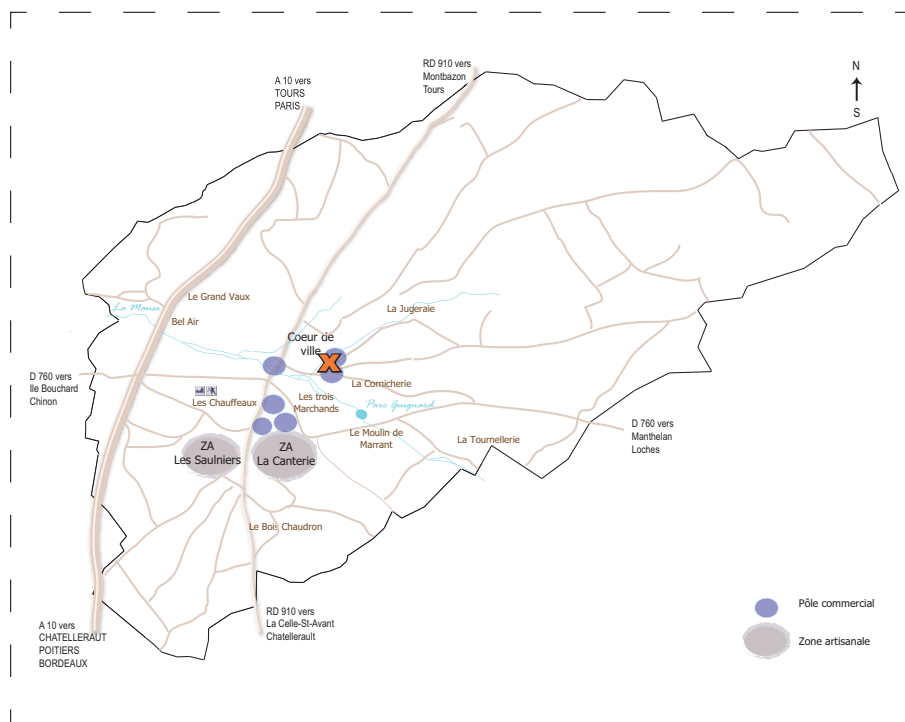 RD 910 vers
Montbazon
Tours
N
S
A 10 vers
TOURS
PARIS
Le Grand Vaux
La Manse
Bel Air
La Jugeraie
Coeur de
ville
X
D 760 vers
Ile Bouchard
Chinon
La Cornicherie
Les Chauffeaux
Les trois
Marchands
Parc Guignard
Le Moulin de
Marrant
La Tournellerie
D 760 vers
Manthelan
Loches
ZA
Les Saulniers
ZA
La Canterie
Le Bois Chaudron
RD 910 vers
La Celle-St-Avant
Chatellerault
A 10 vers
CHATELLERAUT
POITIERS
BORDEAUX
Pôle commercial
Zone artisanale